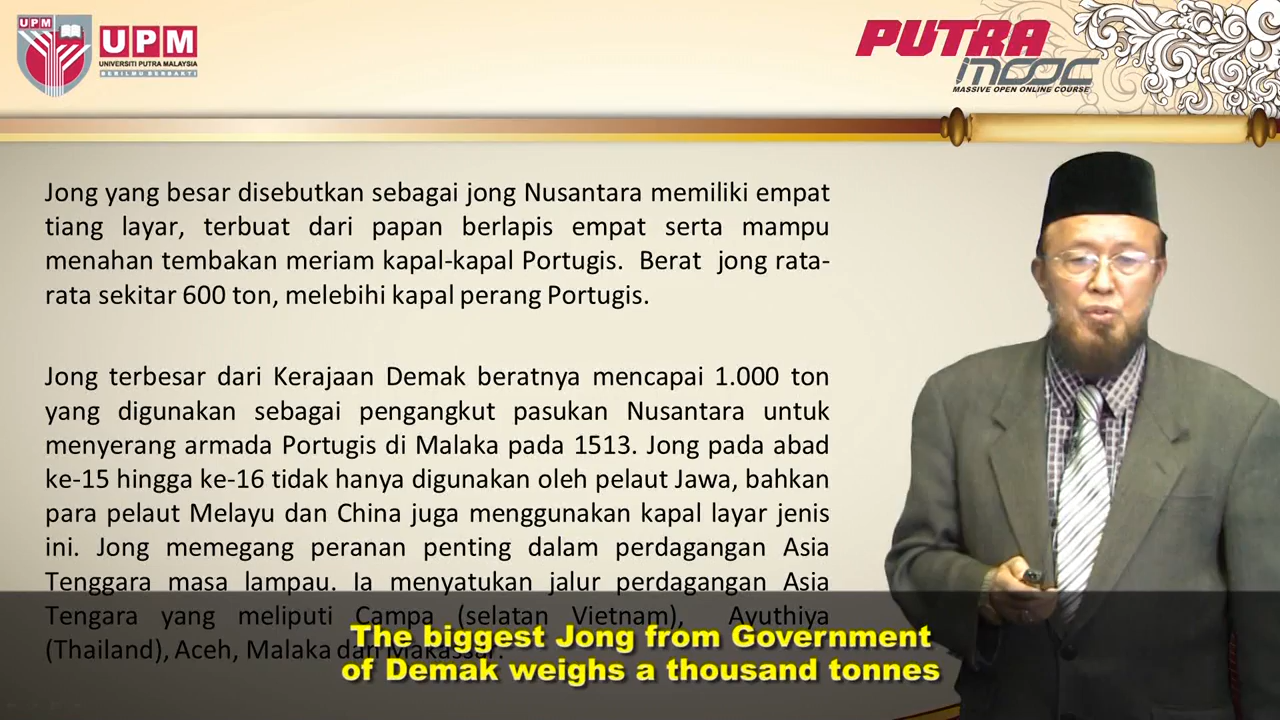 UPM
UPM
UNIVERSITI PUTRA MALAYSIA
BERILMU BERBAKTI
PUTRA
mooc
MASSIVE OPEN ONLINE COURSE
Jong yang besar disebutkan sebagai jong Nusantara memiliki empat
tiang layar, terbuat dari papan berlapis empat serta mampu
menahan tembakan meriam kapal-kapal Portugis. Berat jong rata-
rata sekitar 600 ton, melebihi kapal perang Portugis.
Jong terbesar dari Kerajaan Demak beratnya mencapai 1.000 ton
yang digunakan sebagai pengangkut pasukan Nusantara untuk
menyerang armada Portugis di Malaka pada 1513. Jong pada abad
ke-15 hingga ke-16 tidak hanya digunakan oleh pelaut Jawa, bahkan
para pelaut Melayu dan China juga menggunakan kapal layar jenis
ini. Jong memegang peranan penting dalam perdagangan Asia
Tenggara masa lampau. Ia menyatukan jalur perdagangan Asia
Tengara yang meliputi Campa (selatan Vietnam), Ayuthiya
(Thailand), Aceh, Malaka dan Makassar.
The biggest Jong from Government
of Demak weighs a thousand tonnes